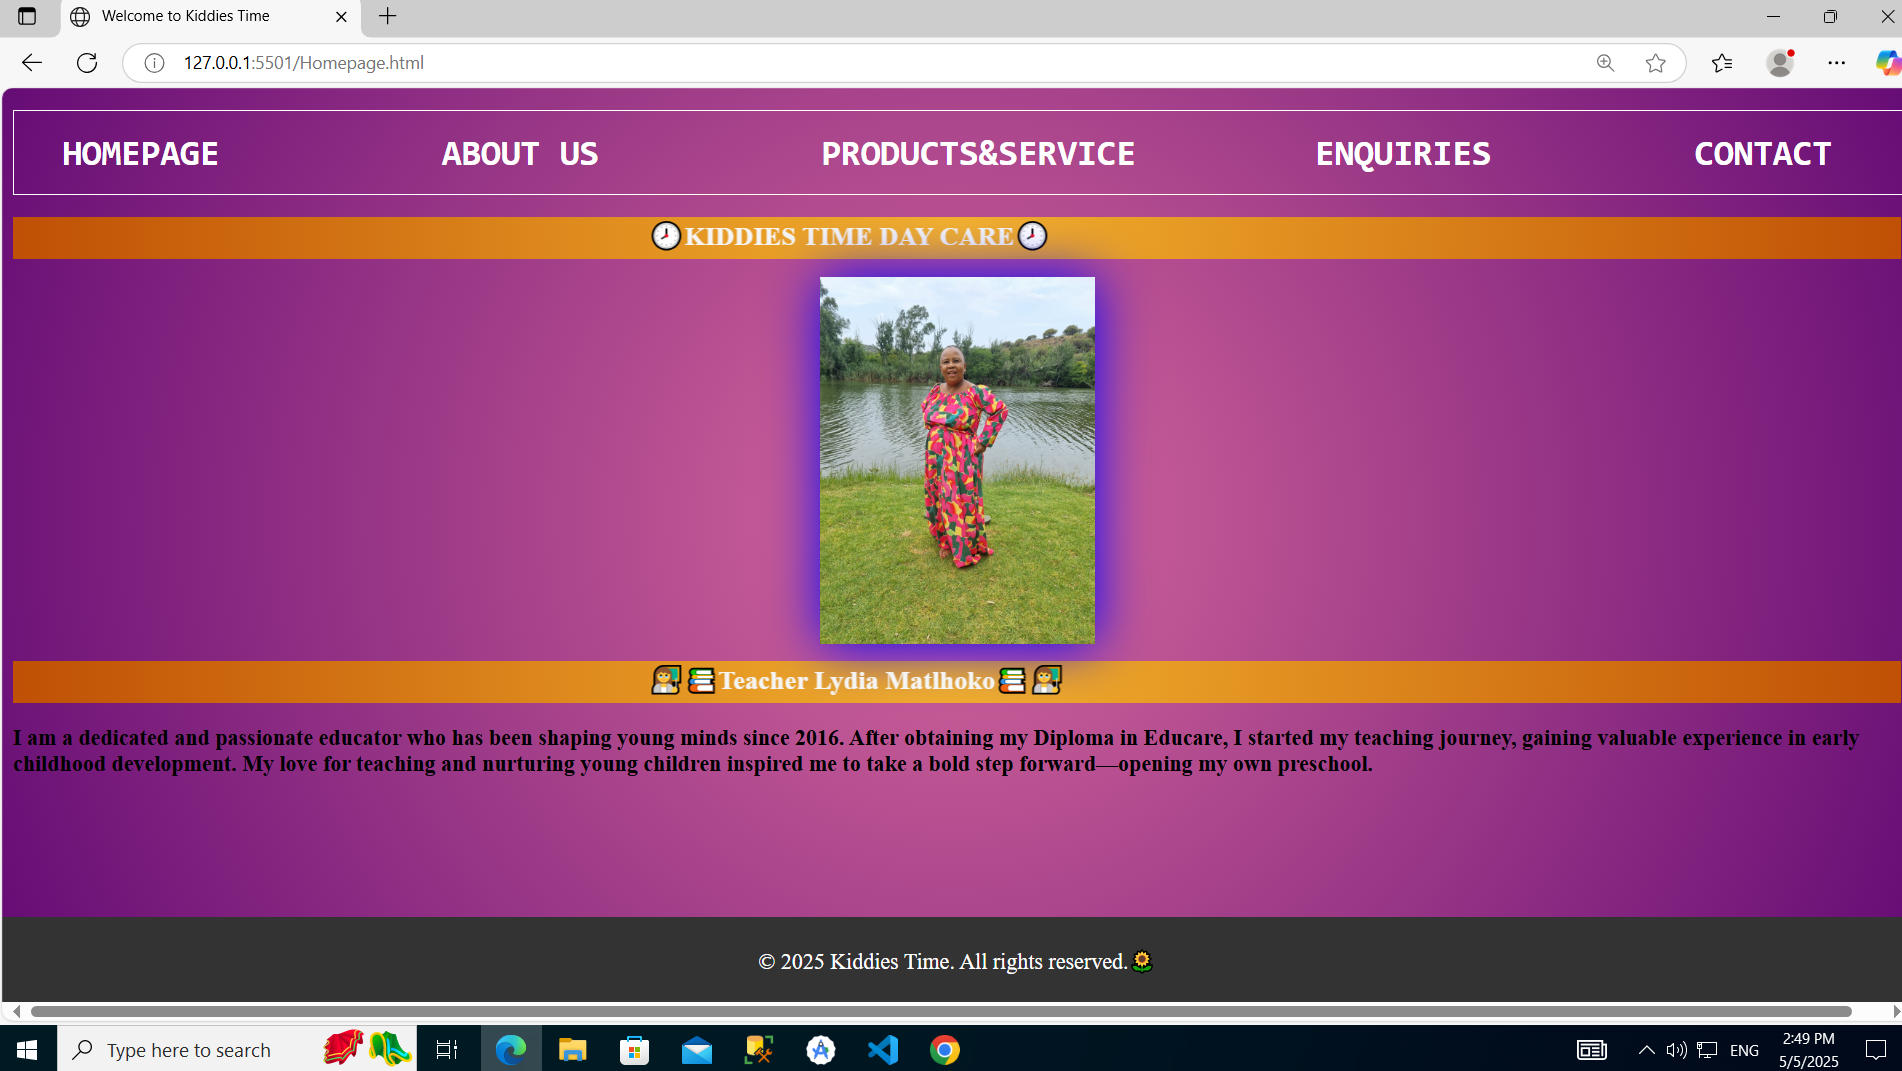 Welcome to Kiddies Time
127.0.0.1:5501/Homepage.html
HOMEPAGE ABOUT US PRODUCTS&SERVICE ENQUIRIES CONTACT
🕗KIDDIES TIME DAY CARE🕗
👩‍🏫📚Teacher Lydia Matlhoko📚👩‍🏫
I am a dedicated and passionate educator who has been shaping young minds since 2016. After obtaining my Diploma in Educare, I started my teaching journey, gaining valuable experience in early
childhood development. My love for teaching and nurturing young children inspired me to take a bold step forward—opening my own preschool.
© 2025 Kiddies Time. All rights reserved.🌻
Type here to search
ENG
2:49 PM
5/5/2025